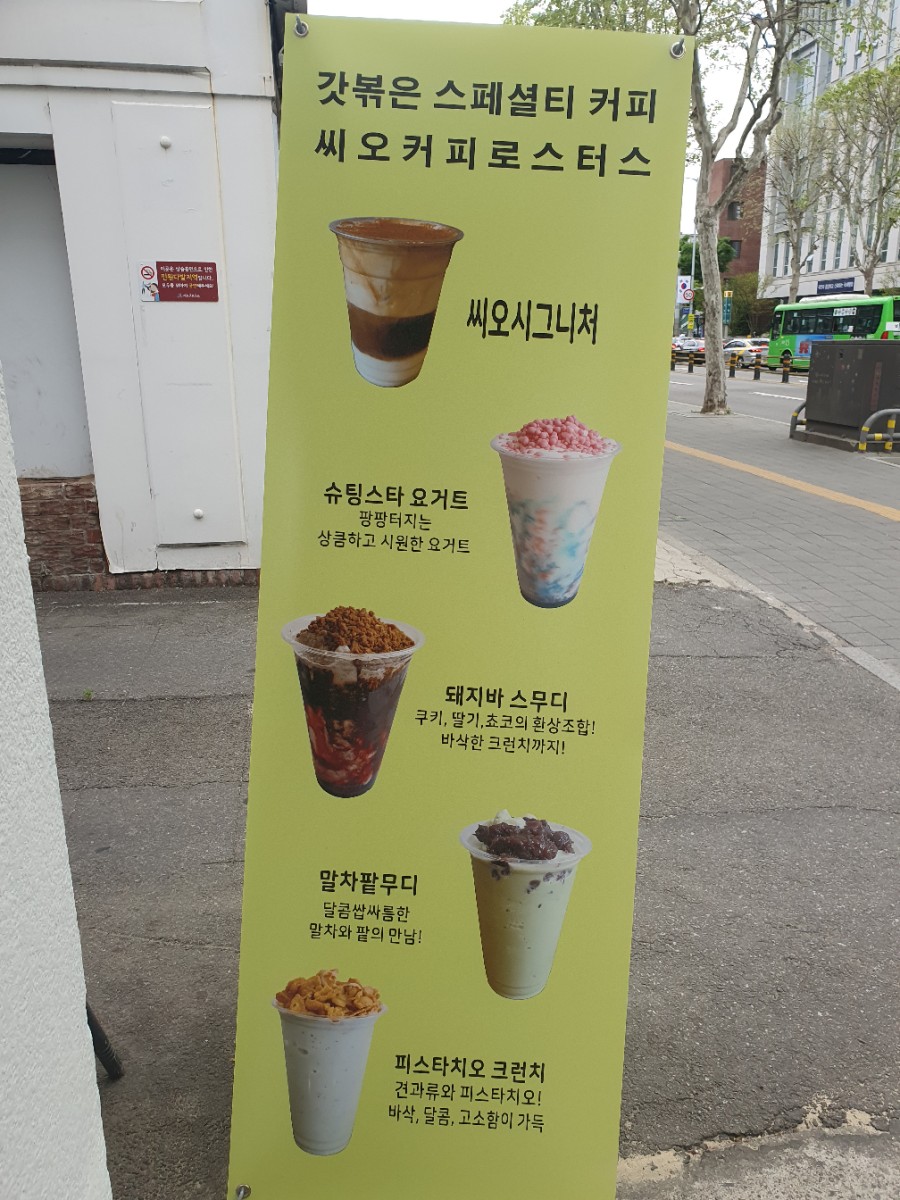 갓볶은 스페셜티 커피
씨오커피로스터스
씨오시그니처
슈팅스타 요거트
팡팡터지는
상큼하고 시원한 요거트
돼지바 스무디
쿠키, 딸기,쵸코의 환상조합!
바삭한 크런치까지!
말차팥무디
달콤쌉싸름한
말차와 팥의 만남!
피스타치오 크런치
견과류와 피스타치오!
바삭, 달콤, 고소함이 가득